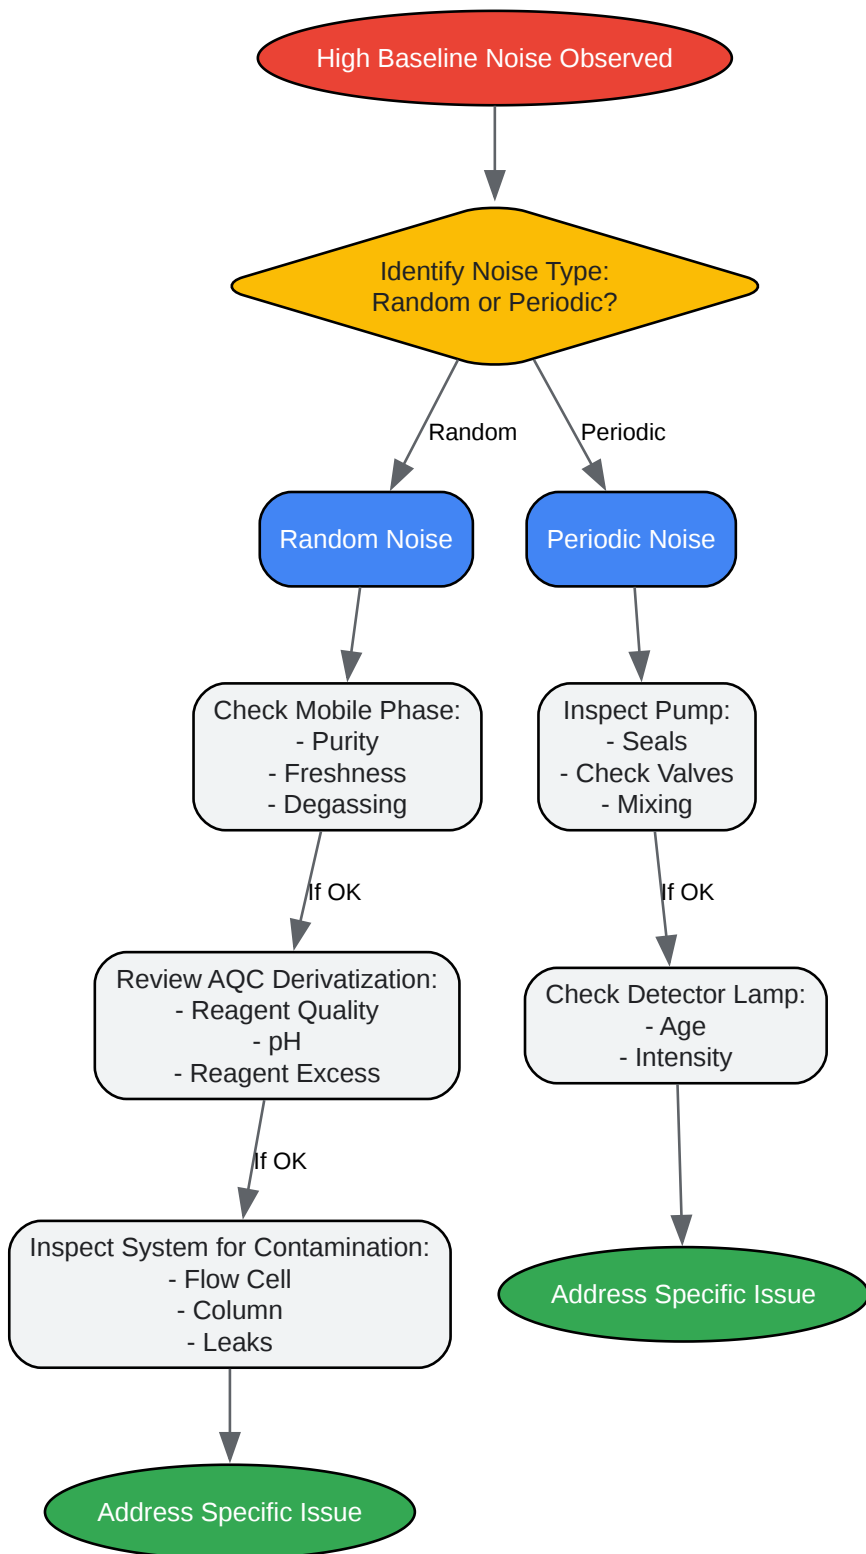 High Baseline Noise Observed
Identify Noise Type:
Random or Periodic?
Random
Periodic
Random Noise
Periodic Noise
Check Mobile Phase:
- Purity
- Freshness
- Degassing
Inspect Pump:
- Seals
- Check Valves
- Mixing
If OK
If OK
Review AQC Derivatization:
- Reagent Quality
- pH
- Reagent Excess
Check Detector Lamp:
- Age
- Intensity
If OK
Inspect System for Contamination:
- Flow Cell
- Column
- Leaks
Address Specific Issue
Address Specific Issue